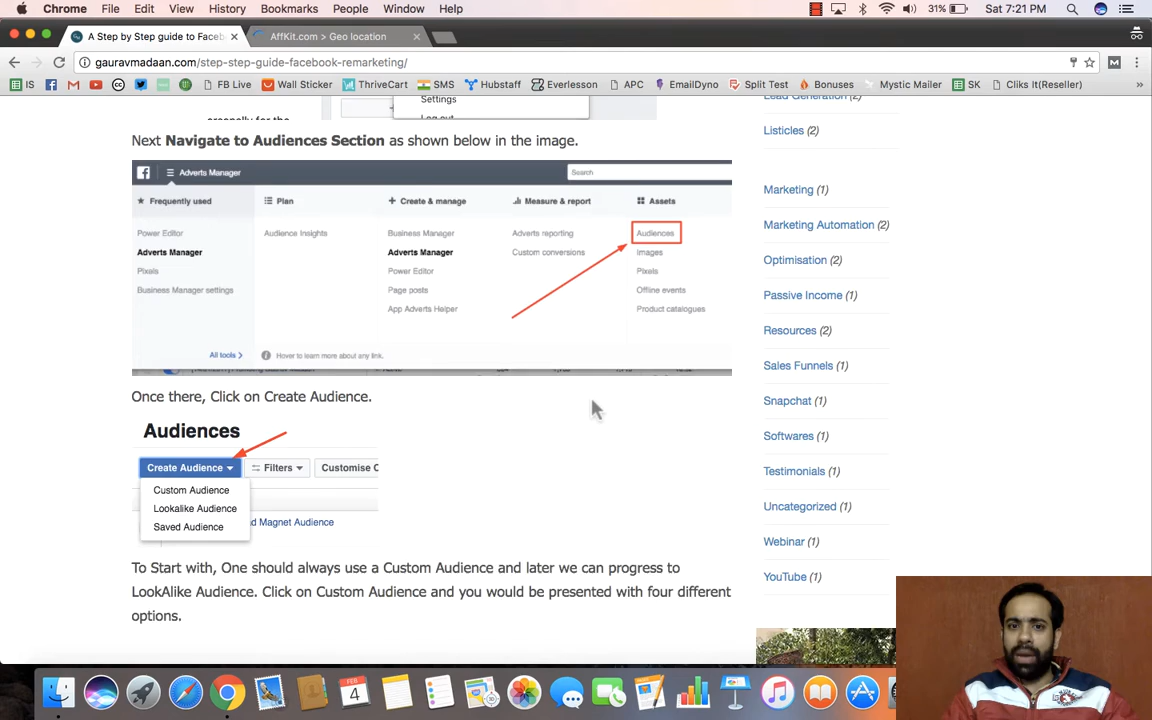 Chrome File Edit View History Bookmarks People Window Help 31% Sat 7:21 PM
A Step by Step guide to Faceb
AffKit.com > Geo location
gauravmadaan.com/step-step-guide-facebook-remarketing/
IS FB Live Wall Sticker ThriveCart SMS Hubstaff Everlesson APC EmailDyno Split Test Bonuses Mystic Mailer SK Cliks It(Reseller) »
Settings
Lead Generation (2)
Listicles (2)
Next Navigate to Audiences Section as shown below in the image.
Adverts Manager Search
Frequently used Plan Create & manage Measure & report Assets
Power Editor Audience Insights Business Manager Adverts reporting Audiences
Adverts Manager Adverts Manager Custom conversions Images
Pixels Power Editor Pixels
Business Manager settings Page posts Offline events
App Adverts Helper Product catalogues
All tools > Hover to learn more about any link.
Marketing (1)
Marketing Automation (2)
Optimisation (2)
Passive Income (1)
Resources (2)
Sales Funnels (1)
Snapchat (1)
Softwares (1)
Testimonials (1)
Uncategorized (1)
Webinar (1)
YouTube (1)
Once there, Click on Create Audience.
Audiences
Create Audience Filters Customise C
Custom Audience
Lookalike Audience
Saved Audience
d Magnet Audience
To Start with, One should always use a Custom Audience and later we can progress to
LookAlike Audience. Click on Custom Audience and you would be presented with four different
options.
FEB
4